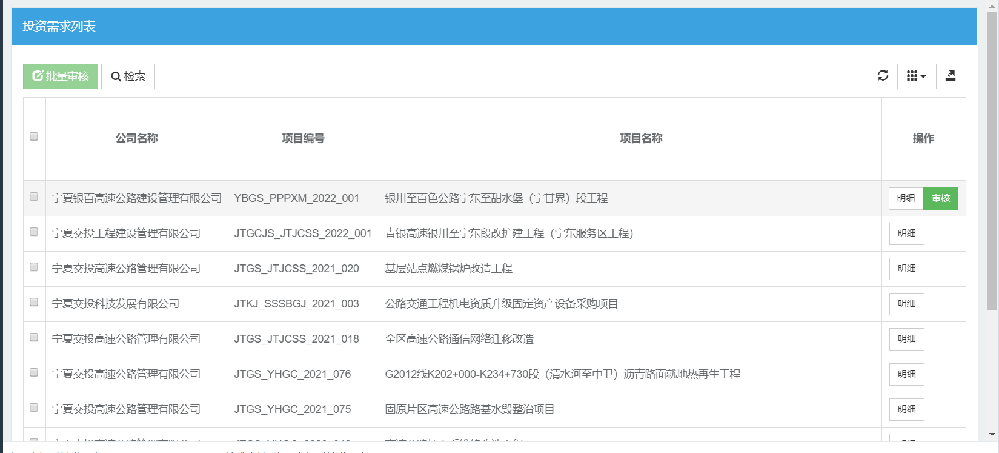 投资需求列表
批量审核 检索
公司名称 项目编号 项目名称 操作
宁夏银百高速公路建设管理有限公司 YBGS_PPPXM_2022_001 银川至百色公路宁东至甜水堡（宁甘界）段工程 明细 审核
宁夏交投工程建设管理有限公司 JTGCJS_JTJCSS_2022_001 青银高速银川至宁东段改扩建工程（宁东服务区工程） 明细
宁夏交投高速公路管理有限公司 JTGS_JTJCSS_2021_020 基层站点燃煤锅炉改造工程 明细
宁夏交投科技发展有限公司 JTKJ_SSSBGJ_2021_003 公路交通工程机电资质升级固定资产设备采购项目 明细
宁夏交投高速公路管理有限公司 JTGS_JTJCSS_2021_018 全区高速公路通信网络迁移改造 明细
宁夏交投高速公路管理有限公司 JTGS_YHGC_2021_076 G2012线K202+000-K234+730段（清水河至中卫）沥青路面就地热再生工程 明细
宁夏交投高速公路管理有限公司 JTGS_YHGC_2021_075 固原片区高速公路路基水毁整治项目 明细